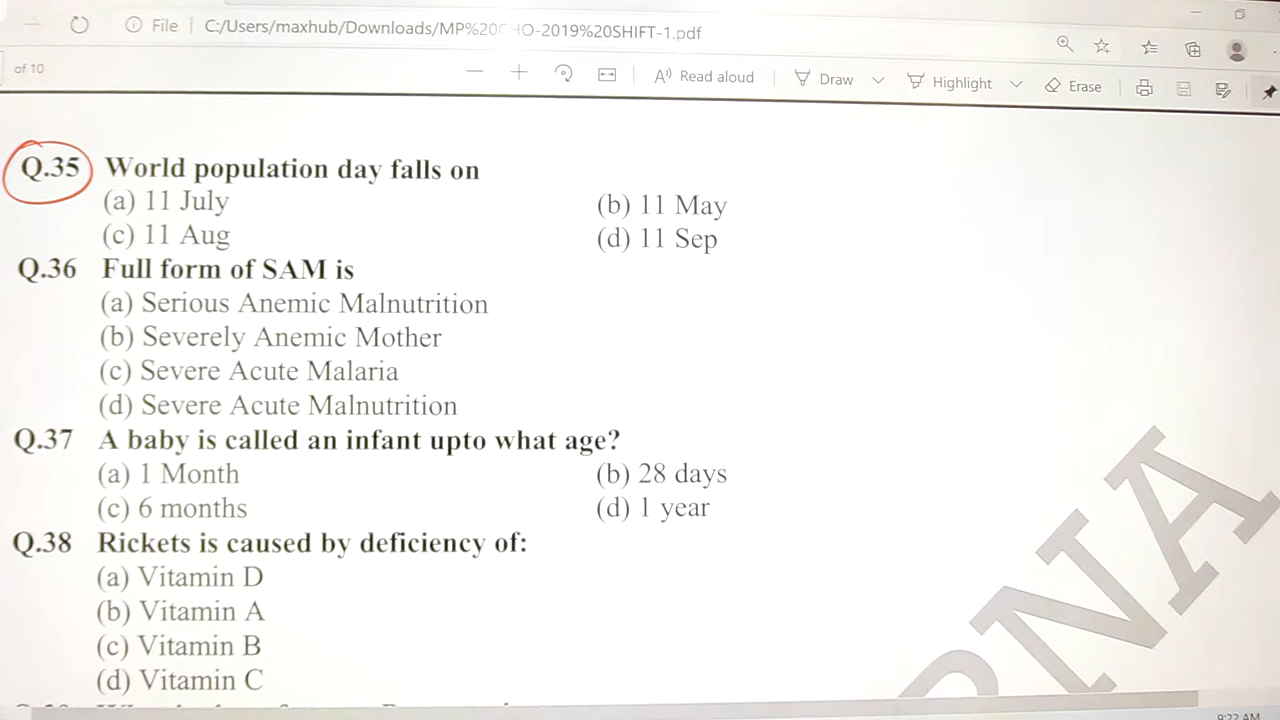 File
C:/Users/maxhub/Downloads/MP%20 HO-2019%20SHIFT-1.pdf
of 10
Read aloud
Draw
Highlight
Erase
Q.35 World population day falls on
(a) 11 July (b) 11 May
(c) 11 Aug (d) 11 Sep
Q.36 Full form of SAM is
(a) Serious Anemic Malnutrition
(b) Severely Anemic Mother
(c) Severe Acute Malaria
(d) Severe Acute Malnutrition
Q.37 A baby is called an infant upto what age?
(a) 1 Month (b) 28 days
(c) 6 months (d) 1 year
Q.38 Rickets is caused by deficiency of:
(a) Vitamin D
(b) Vitamin A
(c) Vitamin B
(d) Vitamin C
RNA
9:22 AM